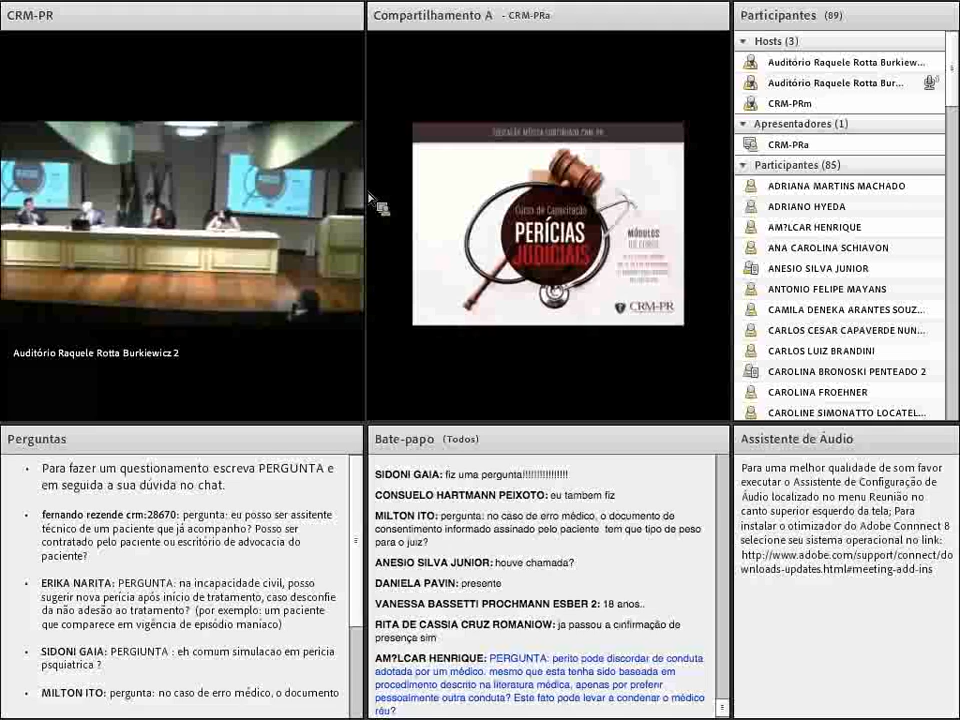 CRM-PR
Auditório Raquele Rotta Burkiewicz 2
Compartilhamento A - CRM-PRa
EDUCAÇÃO MÉDICA CONTINUADA CRM-PR
Curso de Capacitação
PERÍCIAS
JUDICIAIS
MÓDULOS
DO CURSO
CRM-PR
Participantes (89)
Hosts (3)
Auditório Raquele Rotta Burkiew...
Auditório Raquele Rotta Bur...
CRM-PRm
Apresentadores (1)
CRM-PRa
Participantes (85)
ADRIANA MARTINS MACHADO
ADRIANO HYEDA
AM?LCAR HENRIQUE
ANA CAROLINA SCHIAVON
ANESIO SILVA JUNIOR
ANTONIO FELIPE MAYANS
CAMILA DENEKA ARANTES SOUZ...
CARLOS CESAR CAPAVERDE NUN...
CARLOS LUIZ BRANDINI
CAROLINA BRONOSKI PENTEADO 2
CAROLINA FROEHNER
CAROLINE SIMONATTO LOCATEL...
Perguntas
• Para fazer um questionamento escreva PERGUNTA e
em seguida a sua dúvida no chat.
• fernando rezende crm:28670: pergunta: eu posso ser assitente
técnico de um paciente que já acompanho? Posso ser
contratado pelo paciente ou escritório de advocacia do
paciente?
• ERIKA NARITA: PERGUNTA: na incapacidade civil, posso
sugerir nova perícia após início de tratamento, caso desconfie
da não adesão ao tratamento? (por exemplo: um paciente
que comparece em vigência de episódio maníaco)
• SIDONI GAIA: PERGIUNTA : eh comum simulacao em pericia
psquiatrica ?
• MILTON ITO: pergunta: no caso de erro médico, o documento
Bate-papo (Todos)
SIDONI GAIA: fiz uma pergunta!!!!!!!!!!!!!!!!
CONSUELO HARTMANN PEIXOTO: eu tambem fiz
MILTON ITO: pergunta: no caso de erro médico, o documento de
consentimento informado assinado pelo paciente tem que tipo de peso
para o juiz?
ANESIO SILVA JUNIOR: houve chamada?
DANIELA PAVIN: presente
VANESSA BASSETTI PROCHMANN ESBER 2: 18 anos..
RITA DE CASSIA CRUZ ROMANIOW: ja passou a cinfirmação de
presença sim
AM?LCAR HENRIQUE: PERGUNTA: perito pode discordar de conduta
adotada por um médico, mesmo que esta tenha sido baseada em
procedimento descrito na literatura médica, apenas por preferir
pessoalmente outra conduta? Este fato pode levar a condenar o médico
réu?
Assistente de Áudio
Para uma melhor qualidade de som favor
executar o Assistente de Configuração de
Áudio localizado no menu Reunião no
canto superior esquerdo da tela; Para
instalar o otimizador do Adobe Connnect 8
selecione seu sistema operacional no link:
http://www.adobe.com/support/connect/do
wnloads-updates.html#meeting-add-ins